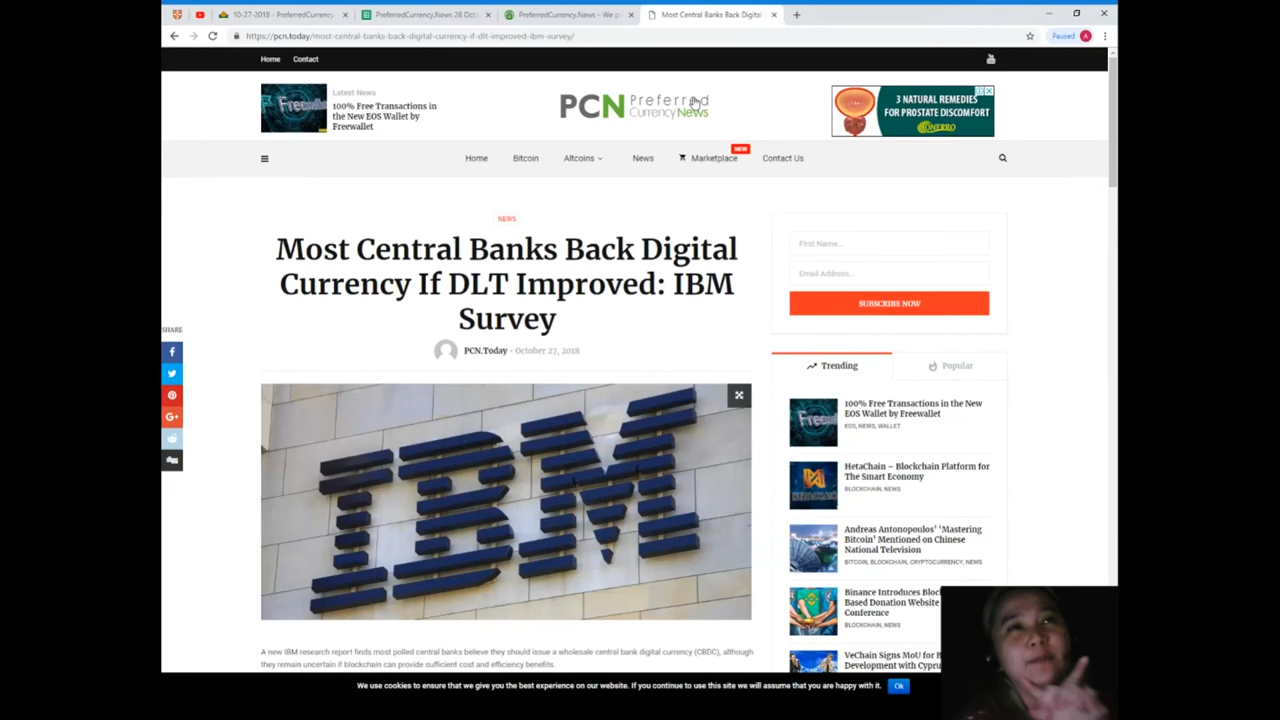 10-27-2018 - PreferredCurrency
PreferredCurrency.News 28 Oct
PreferredCurrency.News – We p
Most Central Banks Back Digital
https://pcn.today/most-central-banks-back-digital-currency-if-dlt-improved-ibm-survey/
Paused
A
Home
Contact
Latest News
100% Free Transactions in
the New EOS Wallet by
Freewallet
Freew
PCN Preferred
CurrencyNews
3 NATURAL REMEDIES
FOR PROSTATE DISCOMFORT
CONERRO
Home
Bitcoin
Altcoins
News
Marketplace
NEW
Contact Us
NEWS
Most Central Banks Back Digital
Currency If DLT Improved: IBM
Survey
PCN.Today - October 27, 2018
SHARE
IBM
A new IBM research report finds most polled central banks believe they should issue a wholesale central bank digital currency (CBDC), although
they remain uncertain if blockchain can provide sufficient cost and efficiency benefits.
First Name...
Email Address...
SUBSCRIBE NOW
Trending
Popular
Freew
100% Free Transactions in the New
EOS Wallet by Freewallet
EOS, NEWS, WALLET
HETACHAIN
HetaChain – Blockchain Platform for
The Smart Economy
BLOCKCHAIN, NEWS
Andreas Antonopoulos' 'Mastering
Bitcoin' Mentioned on Chinese
National Television
BITCOIN, BLOCKCHAIN, CRYPTOCURRENCY, NEWS
Binance Introduces Bloc
Based Donation Website
Conference
BLOCKCHAIN, NEWS
VeChain Signs MoU for B
Development with Cypru
We use cookies to ensure that we give you the best experience on our website. If you continue to use this site we will assume that you are happy with it.
Ok